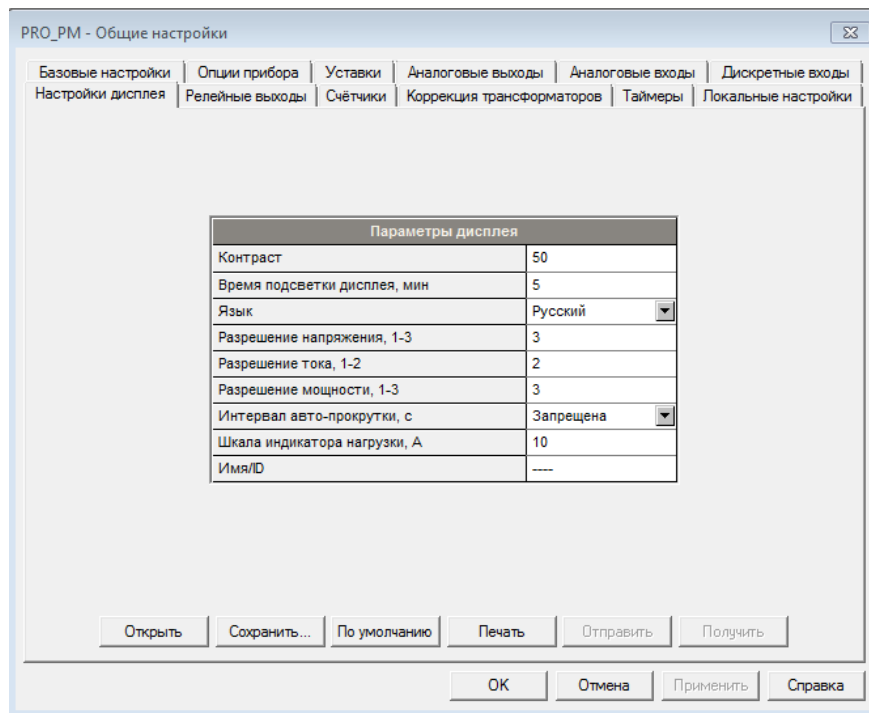 PRO_PM - Общие настройки
Базовые настройки Опции прибора Уставки Аналоговые выходы Аналоговые входы Дискретные входы
Настройки дисплея Релейные выходы Счётчики Коррекция трансформаторов Таймеры Локальные настройки
Параметры дисплея
Контраст 50
Время подсветки дисплея, мин 5
Язык Русский
Разрешение напряжения, 1-3 3
Разрешение тока, 1-2 2
Разрешение мощности, 1-3 3
Интервал авто-прокрутки, с Запрещена
Шкала индикатора нагрузки, А 10
Имя/ID ----
Открыть Сохранить... По умолчанию Печать Отправить Получить
OK Отмена Применить Справка